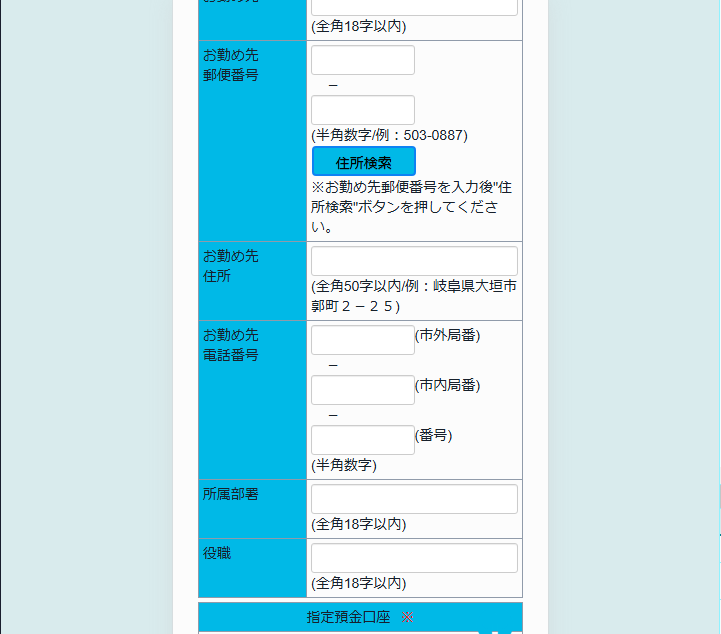 (全角18字以内)
お勤め先
郵便番号
−
(半角数字/例：503-0887)
住所検索
※お勤め先郵便番号を入力後"住
所検索"ボタンを押してくださ
い。
お勤め先
住所
(全角50字以内/例：岐阜県大垣市
郭町２－２５)
お勤め先
電話番号
(市外局番)
−
(市内局番)
−
(番号)
(半角数字)
所属部署
(全角18字以内)
役職
(全角18字以内)
指定預金口座 ※